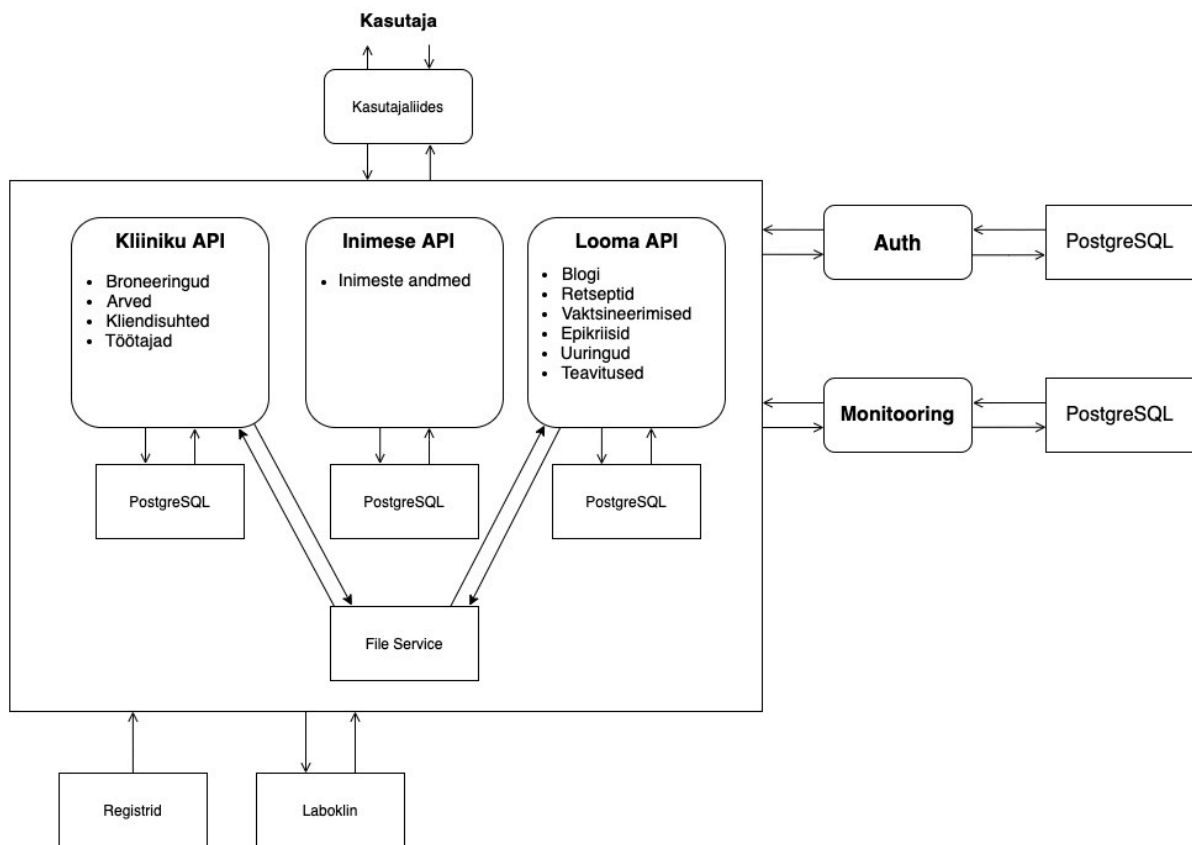 Kasutaja
Kasutajaliides
Kliiniku API
• Broneeringud
• Arved
• Kliendisuhted
• Töötajad
Inimese API
• Inimeste andmed
Looma API
• Blogi
• Retseptid
• Vaktsineerimised
• Epikriisid
• Uuringud
• Teavitused
Auth
PostgreSQL
Monitooring
PostgreSQL
PostgreSQL
PostgreSQL
PostgreSQL
File Service
Registrid
Laboklin